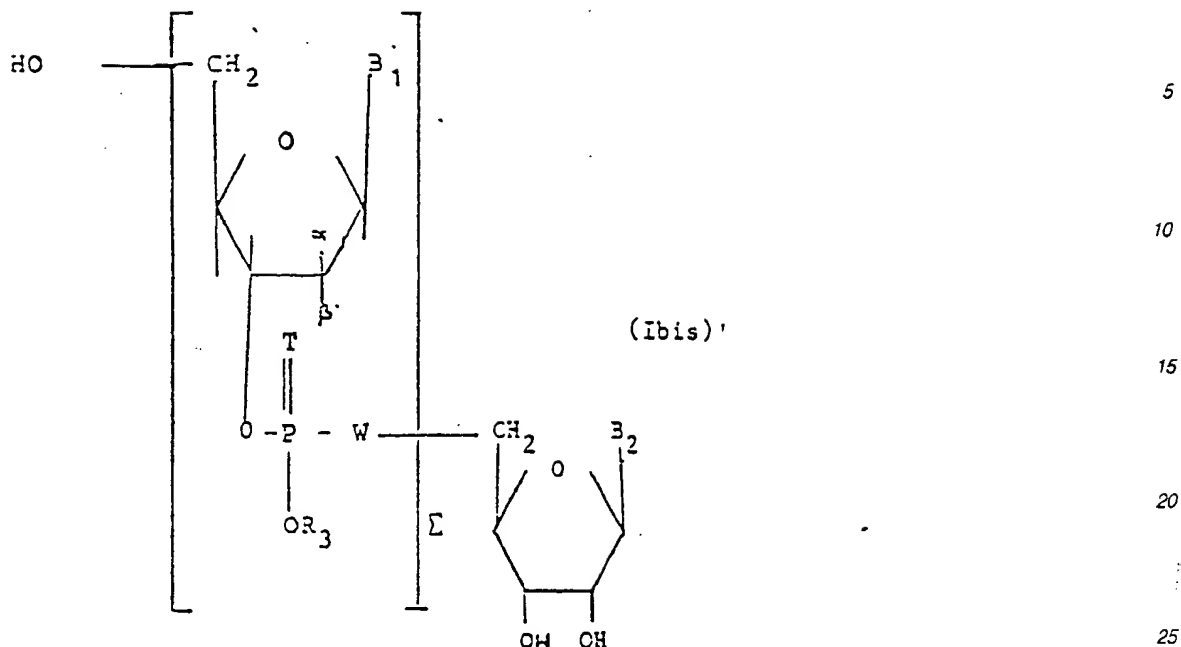 HO CH2 B1
5
O
10
α
β
(Ibis)'
T
15
O - P - W CH2 B2
O
20
OR3 Σ
OH OH
25